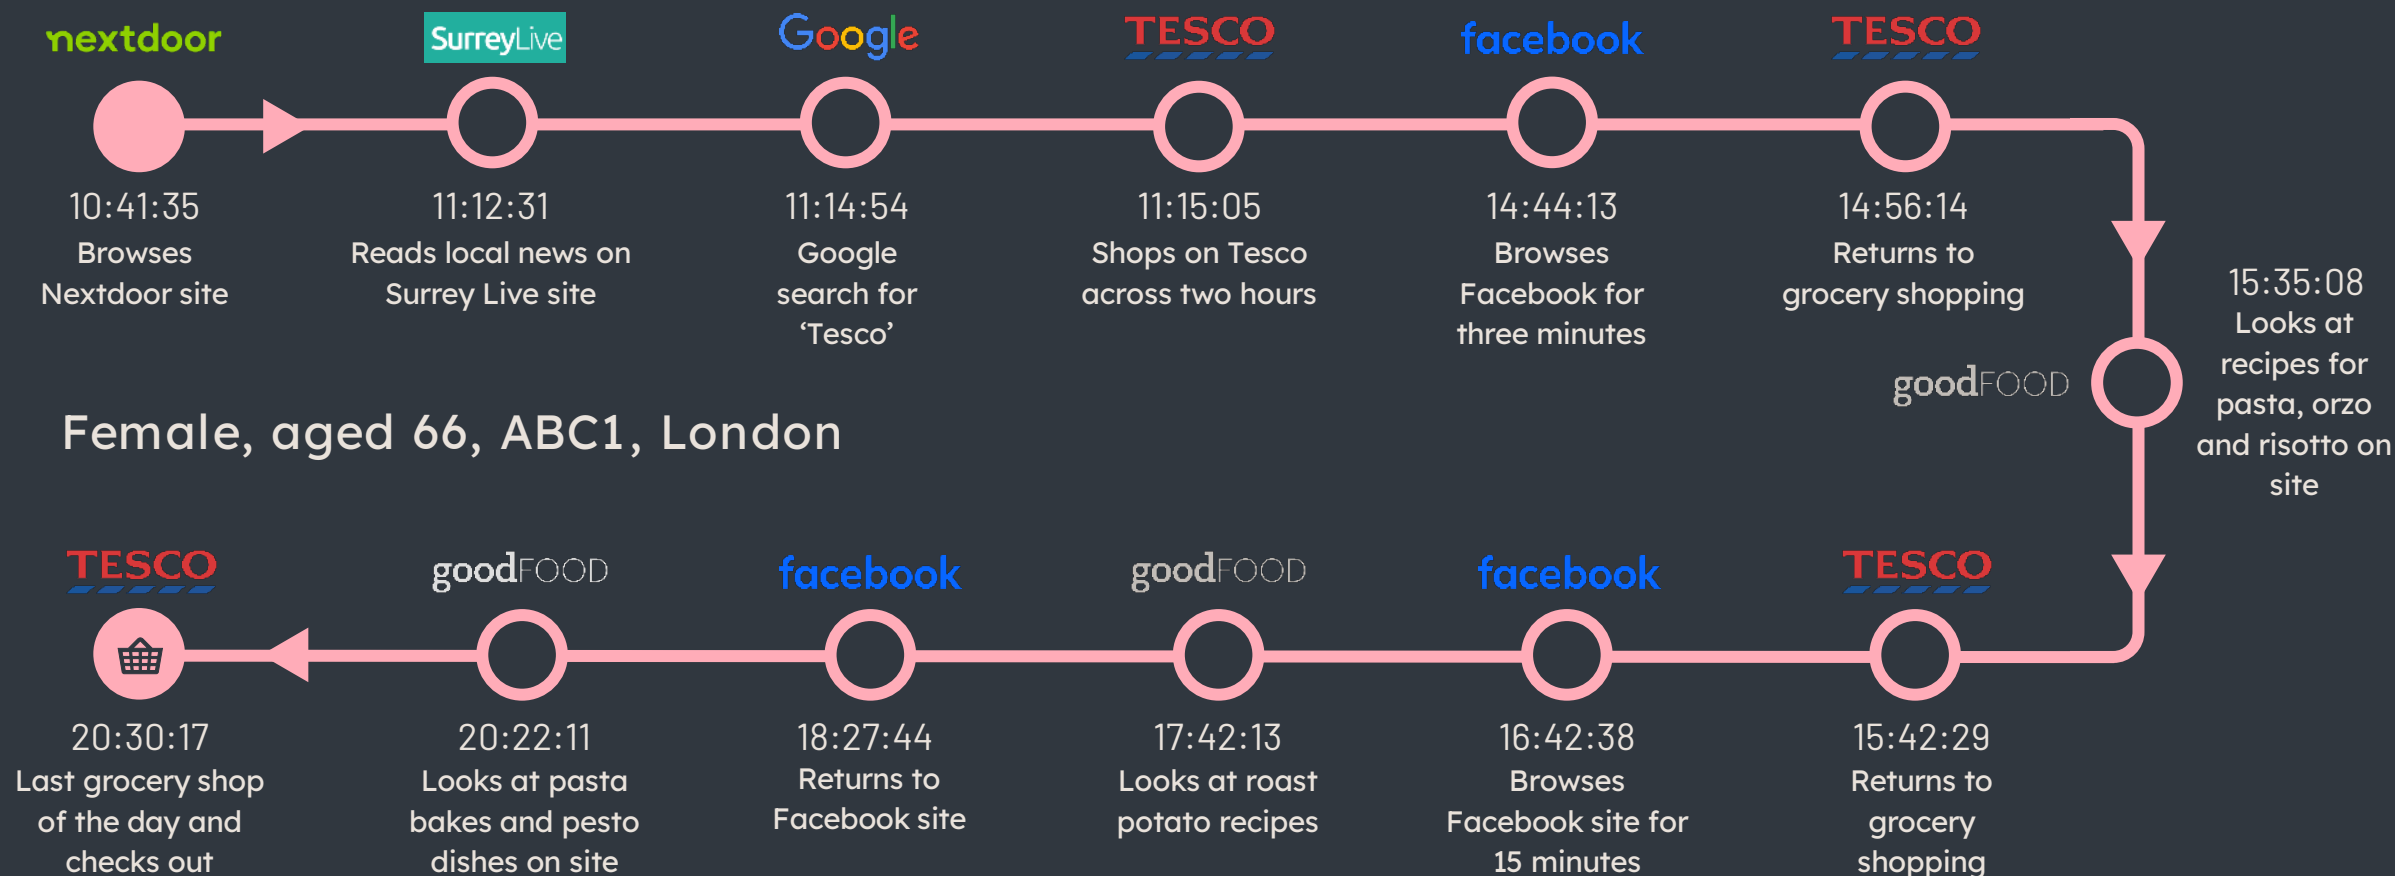 nextdoor
10:41:35
Browses
Nextdoor site
SurreyLive
11:12:31
Reads local news on
Surrey Live site
Google
11:14:54
Google
search for
‘Tesco’
TESCO
11:15:05
Shops on Tesco
across two hours
facebook
14:44:13
Browses
Facebook for
three minutes
TESCO
14:56:14
Returns to
grocery shopping
goodFOOD
15:35:08
Looks at
recipes for
pasta, orzo
and risotto on
site
Female, aged 66, ABC1, London
TESCO
15:42:29
Returns to
grocery
shopping
facebook
16:42:38
Browses
Facebook site for
15 minutes
goodFOOD
17:42:13
Looks at roast
potato recipes
facebook
18:27:44
Returns to
Facebook site
goodFOOD
20:22:11
Looks at pasta
bakes and pesto
dishes on site
TESCO
20:30:17
Last grocery shop
of the day and
checks out